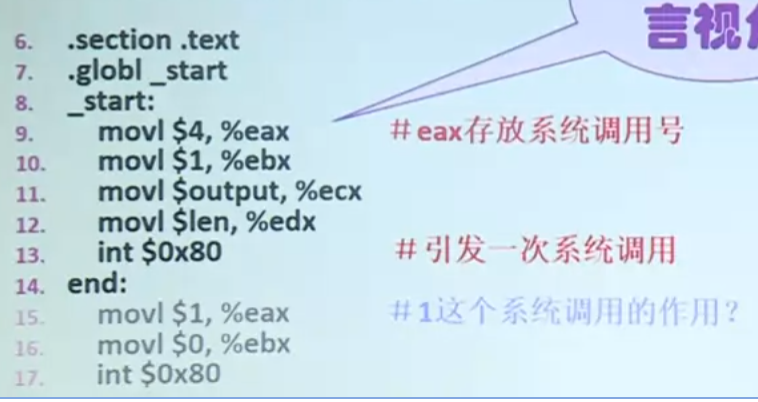 言视
6. .section .text
7. .globl _start
8. _start:
9. movl $4, %eax #eax存放系统调用号
10. movl $1, %ebx
11. movl $output, %ecx
12. movl $len, %edx
13. int $0x80 #引发一次系统调用
14. end:
15. movl $1, %eax #1这个系统调用的作用?
16. movl $0, %ebx
17. int $0x80